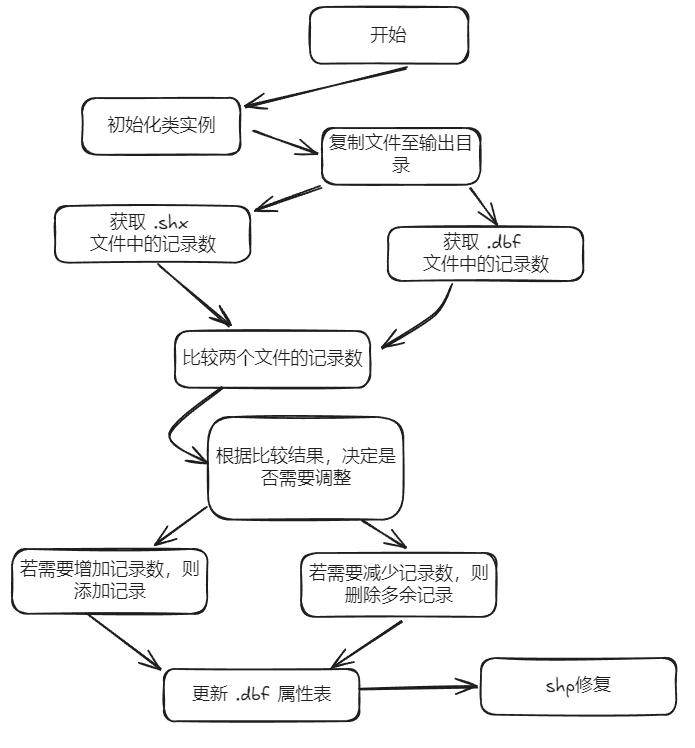 开始
初始化类实例
复制文件至输出目
录
获取 .shx
文件中的记录数
获取 .dbf
文件中的记录数
比较两个文件的记录数
根据比较结果，决定是
否需要调整
若需要增加记录数，则
添加记录
若需要减少记录数，则
删除多余记录
更新 .dbf 属性表
shp修复